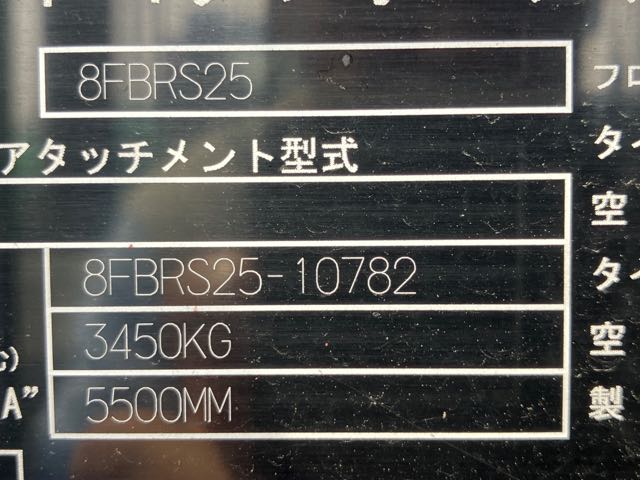 8FBRS25
フロ
アタッチメント型式
タイ
空
8FBRS25-10782
タイ
3450KG
空
A"
5500MM
製